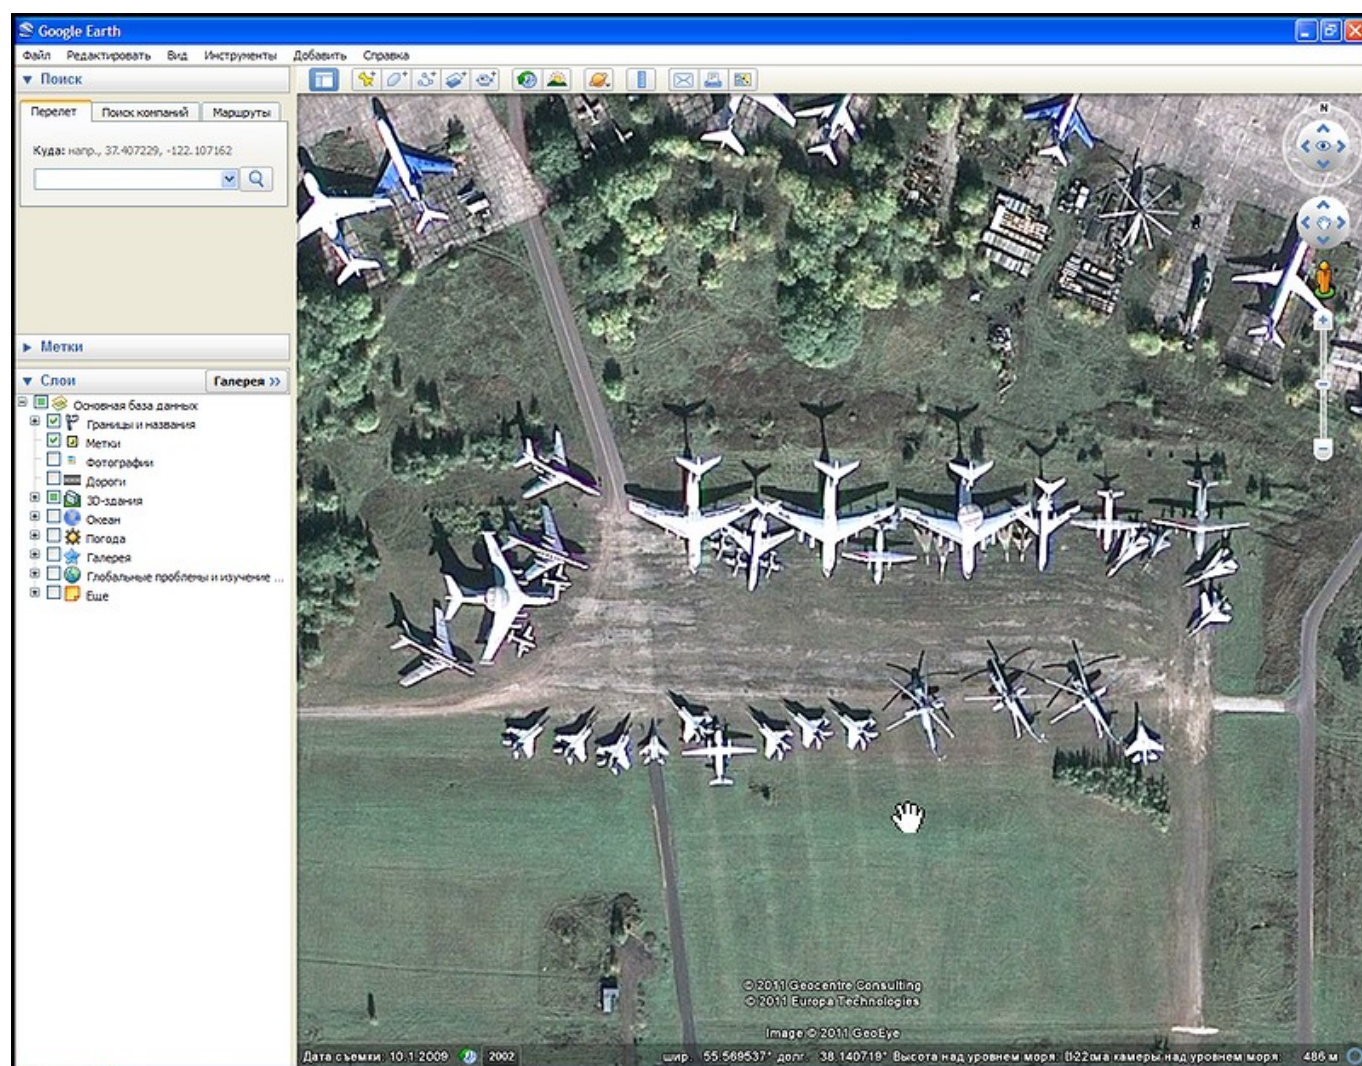 Google Earth
Файл Редактировать Вид Инструменты Добавить Справка
Поиск
Перелет Поиск компаний Маршруты
Куда: напр., 37.407229, -122.107162
Метки
Слои Галерея >>
Основная база данных
Границы и названия
Метки
Фотографии
Дороги
3D-здания
Океан
Погода
Галерея
Глобальные проблемы и изучение ...
Еще
N
© 2011 Geocentre Consulting
© 2011 Europa Technologies
Image © 2011 GeoEye
Дата съемки: 10.1.2009 2002 шир. 55.569537° долг. 38.140719° Высота над уровнем моря: камеры над уровнем моря: 486 м